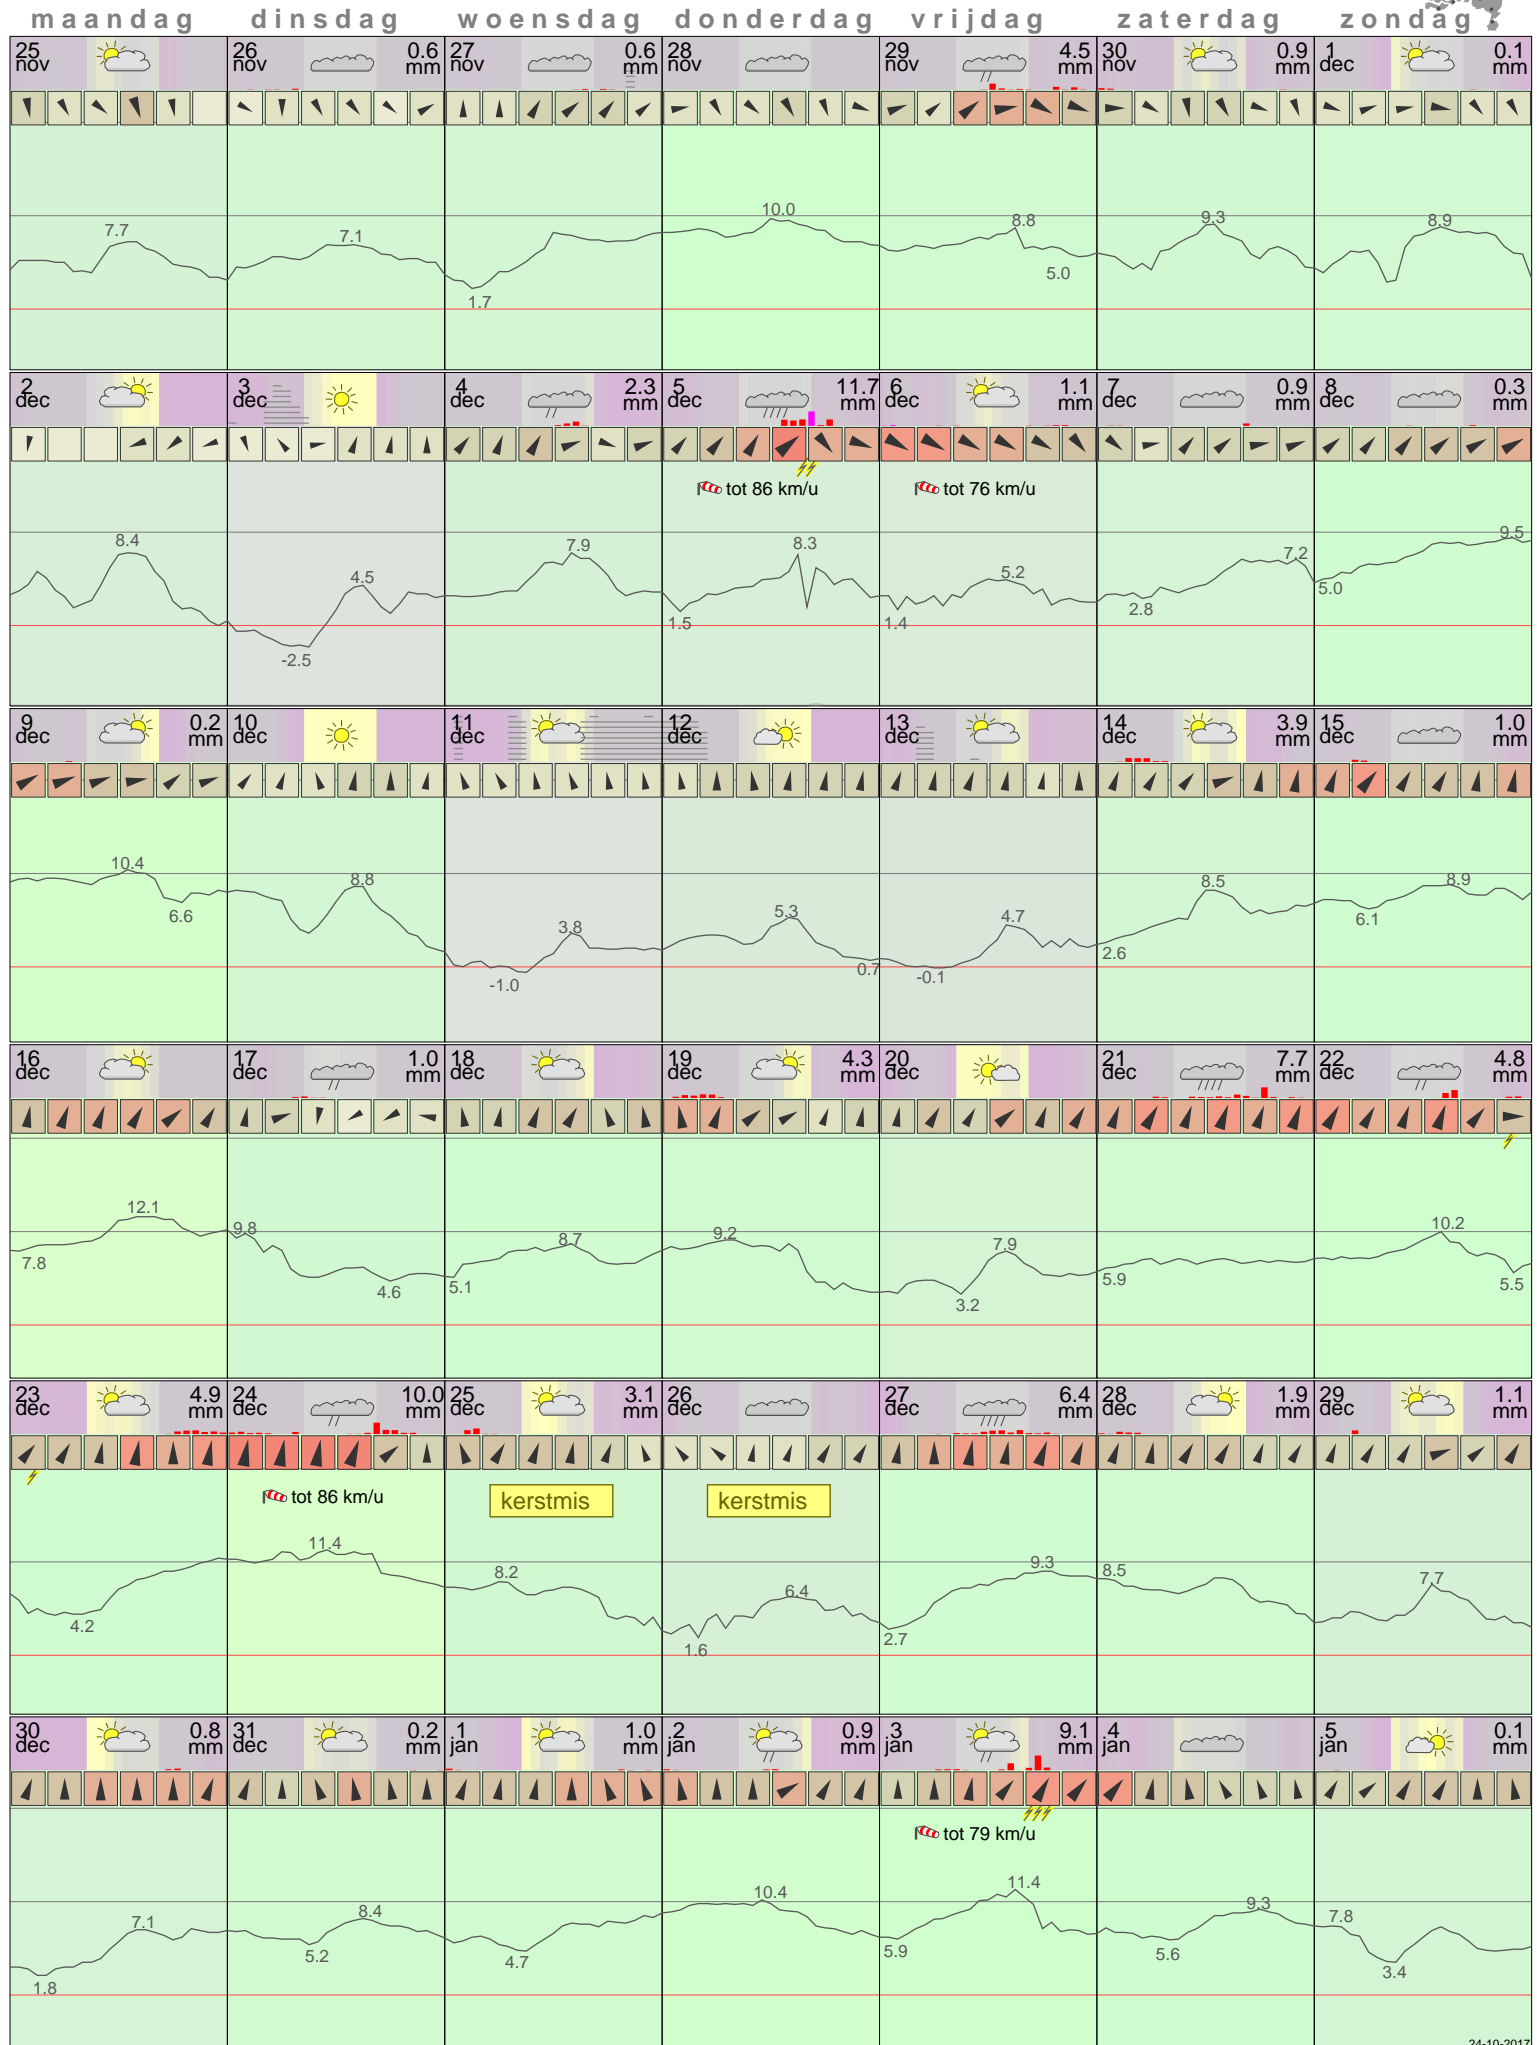 maandag dinsdag woensdag donderdag vrijdag zaterdag zondag
25 26 0.6 27 0.6 28 29 4.5 30 0.9 1 0.1
nov nov mm nov mm nov nov mm nov mm dec mm
10.0
7.7 7.1 8.8 9.3 8.9
5.0
1.7
2 3 4 2.3 5 11.7 6 1.1 7 0.9 8 0.3
dec dec dec mm dec mm dec mm dec mm dec mm
tot 86 km/u tot 76 km/u
8.4 7.9 8.3 9.5
4.5 5.2 7.2
1.5 1.4 2.8 5.0
-2.5
9 0.2 10 11 12 13 14 3.9 15 1.0
dec mm dec dec dec dec dec mm dec mm
10.4 8.8 8.5 8.9
6.6 3.8 5.3 4.7 6.1
-1.0 0.7 -0.1 2.6
16 17 1.0 18 19 4.3 20 21 7.7 22 4.8
dec dec mm dec dec mm dec dec mm dec mm
12.1 9.8 8.7 9.2 7.9 10.2
7.8 4.6 5.1 3.2 5.9 5.5
23 4.9 24 10.0 25 3.1 26 27 6.4 28 1.9 29 1.1
dec mm dec mm dec mm dec dec mm dec mm dec mm
tot 86 km/u kerstmis kerstmis
11.4 8.2 6.4 9.3 8.5 7.7
4.2 1.6 2.7
30 0.8 31 0.2 1 1.0 2 0.9 3 9.1 4 5 0.1
dec mm dec mm jan mm jan mm jan mm jan jan mm
tot 79 km/u
7.1 8.4 10.4 11.4 9.3 7.8
1.8 5.2 4.7 5.9 5.6 3.4
24-10-2017